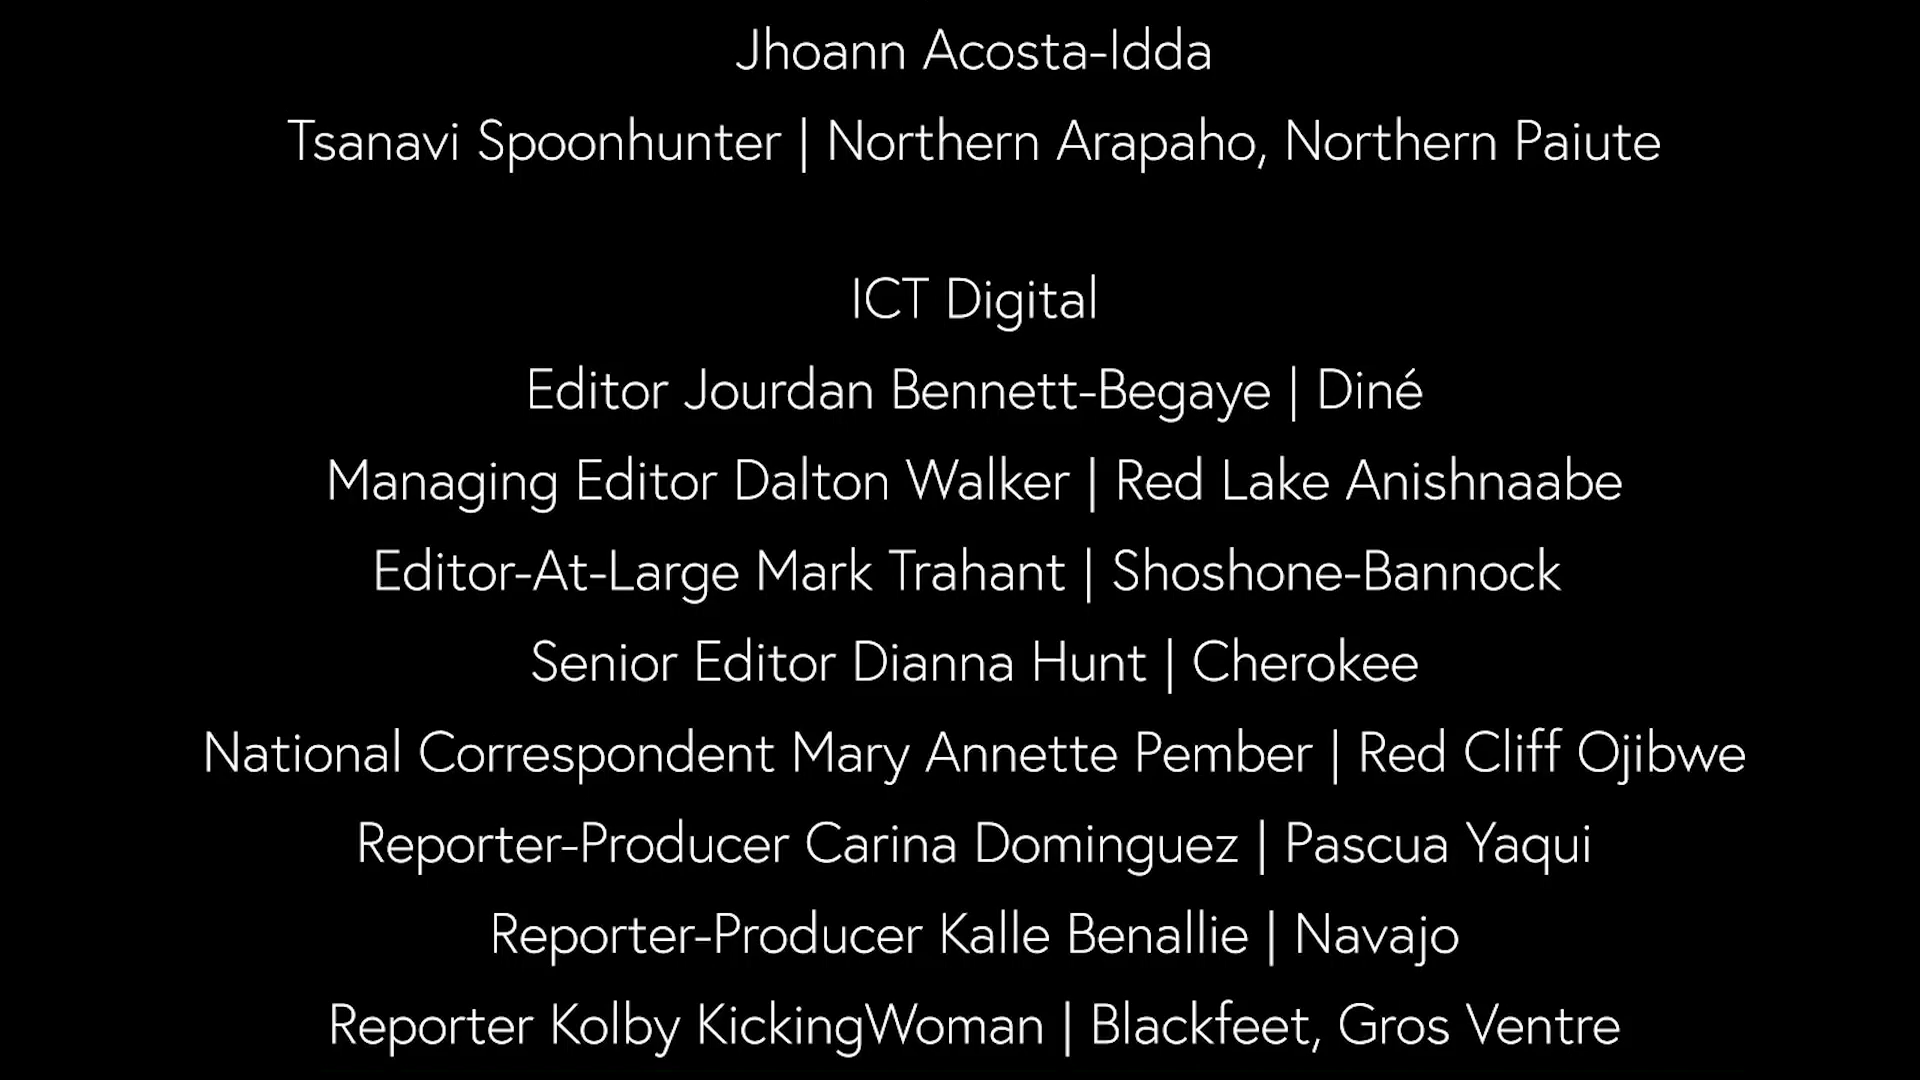 Jhoann Acosta-Idda
Tsanavi Spoonhunter | Northern Arapaho, Northern Paiute
ICT Digital
Editor Jourdan Bennett-Begaye | Diné
Managing Editor Dalton Walker | Red Lake Anishnaabe
Editor-At-Large Mark Trahant | Shoshone-Bannock
Senior Editor Dianna Hunt | Cherokee
National Correspondent Mary Annette Pember | Red Cliff Ojibwe
Reporter-Producer Carina Dominguez | Pascua Yaqui
Reporter-Producer Kalle Benallie | Navajo
Reporter Kolby KickingWoman | Blackfeet, Gros Ventre